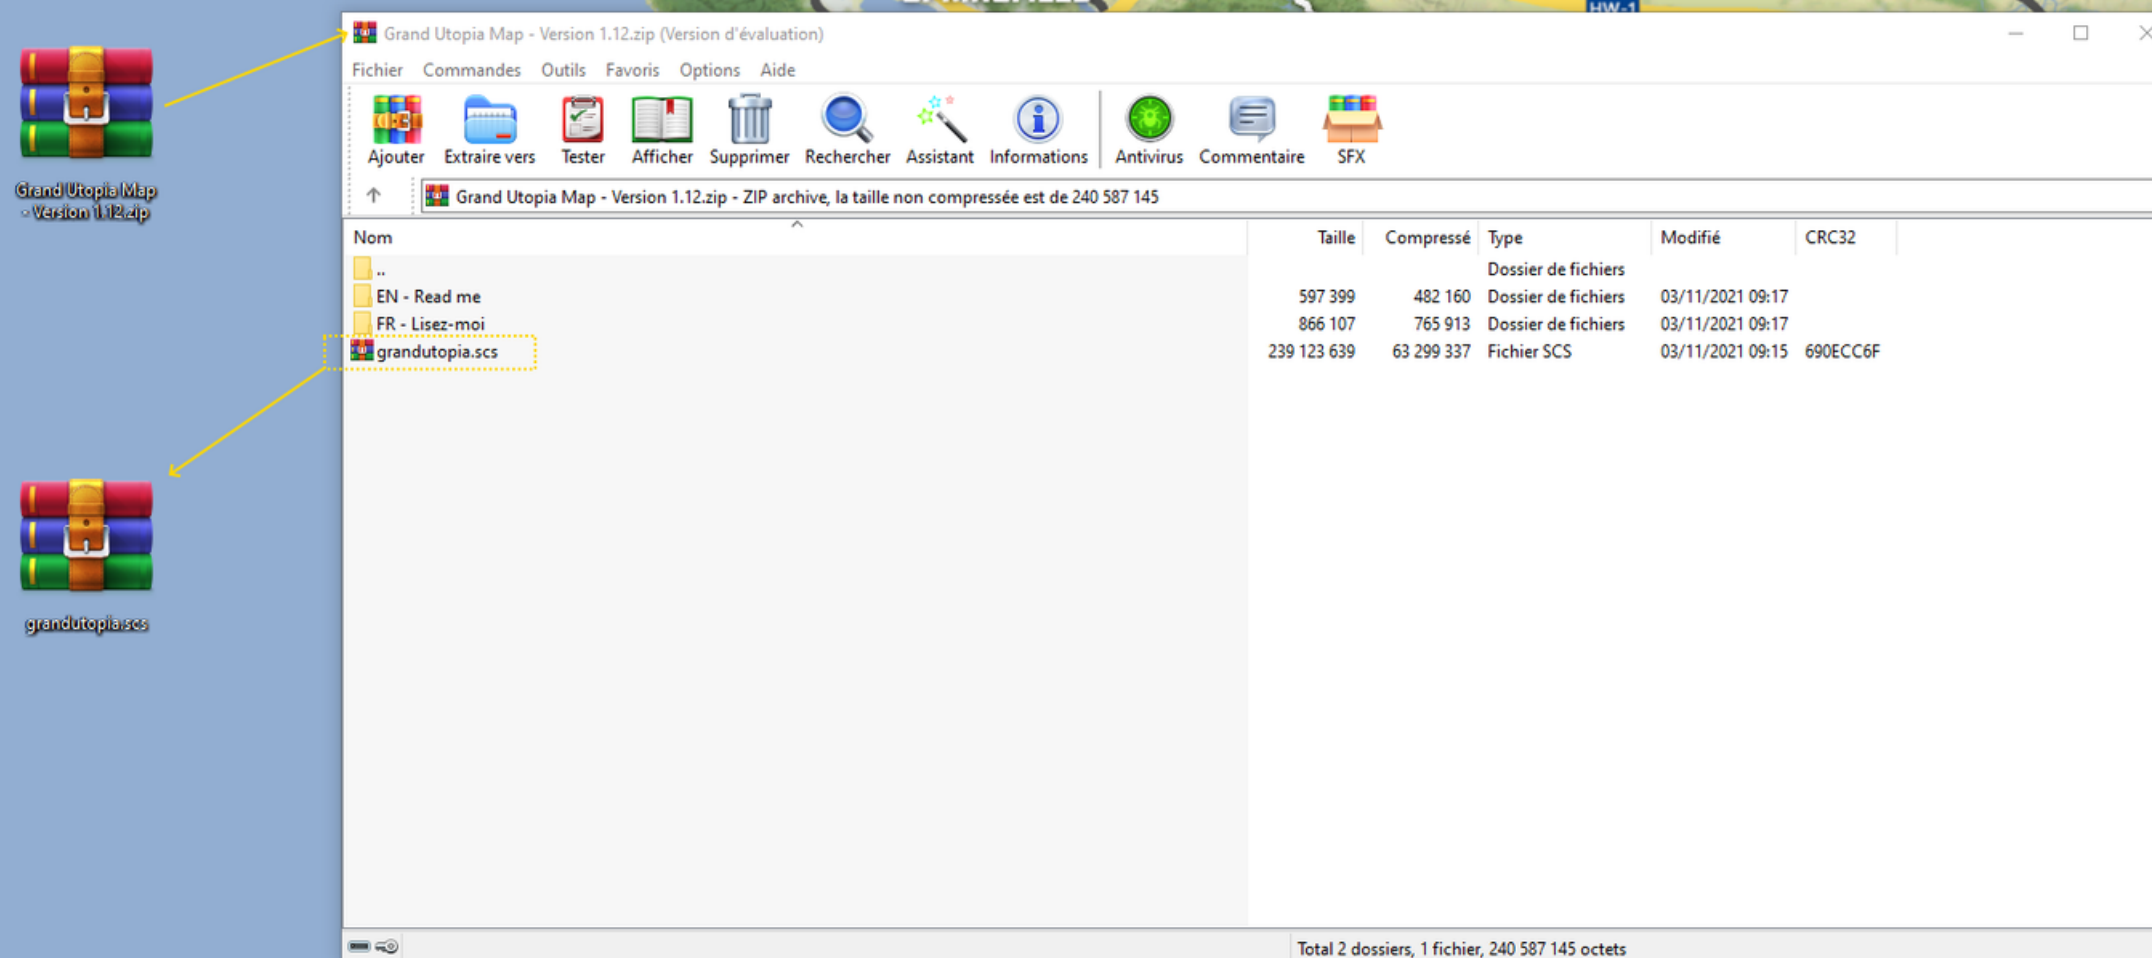 HW-1
Grand Utopia Map - Version 1.12.zip (Version d'évaluation)
Fichier Commandes Outils Favoris Options Aide
Ajouter Extraire vers Tester Afficher Supprimer Rechercher Assistant Informations Antivirus Commentaire SFX
Grand Utopia Map - Version 1.12.zip - ZIP archive, la taille non compressée est de 240 587 145
Nom Taille Compressé Type Modifié CRC32
.. Dossier de fichiers
EN - Read me 597 399 482 160 Dossier de fichiers 03/11/2021 09:17
FR - Lisez-moi 866 107 765 913 Dossier de fichiers 03/11/2021 09:17
grandutopia.scs 239 123 639 63 299 337 Fichier SCS 03/11/2021 09:15 690ECC6F
Total 2 dossiers, 1 fichier, 240 587 145 octets
Grand Utopia Map
- Version 1.12.zip
grandutopia.scs